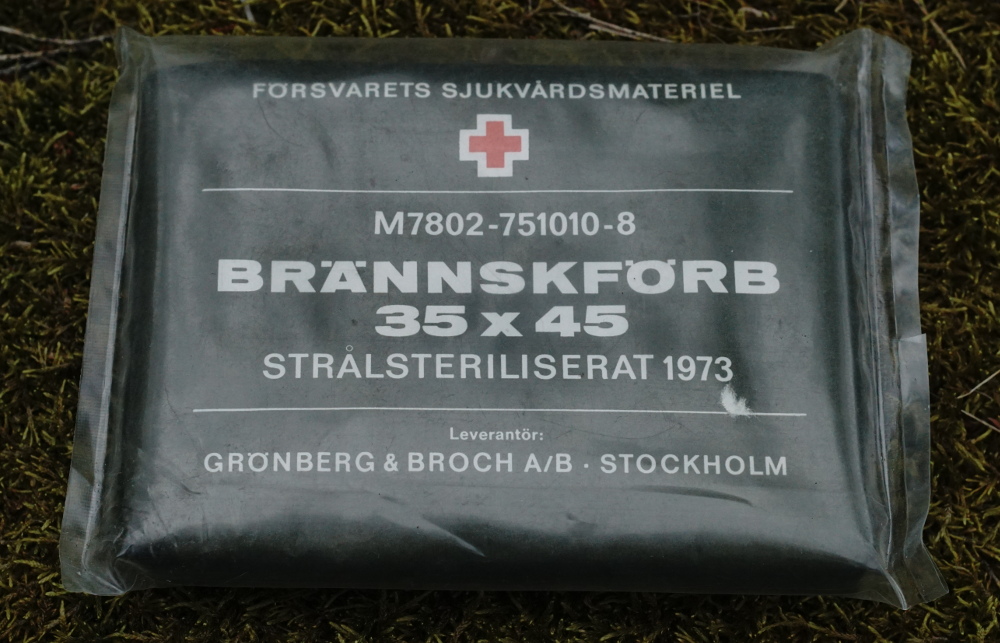 FÖRSVARETS SJUKVÅRDSMATERIEL
M7802-751010-8
BRÄNNSKFÖRB
35 x 45
STRÅLSTERILISERAT 1973
Leverantör:
GRÖNBERG & BROCH A/B · STOCKHOLM